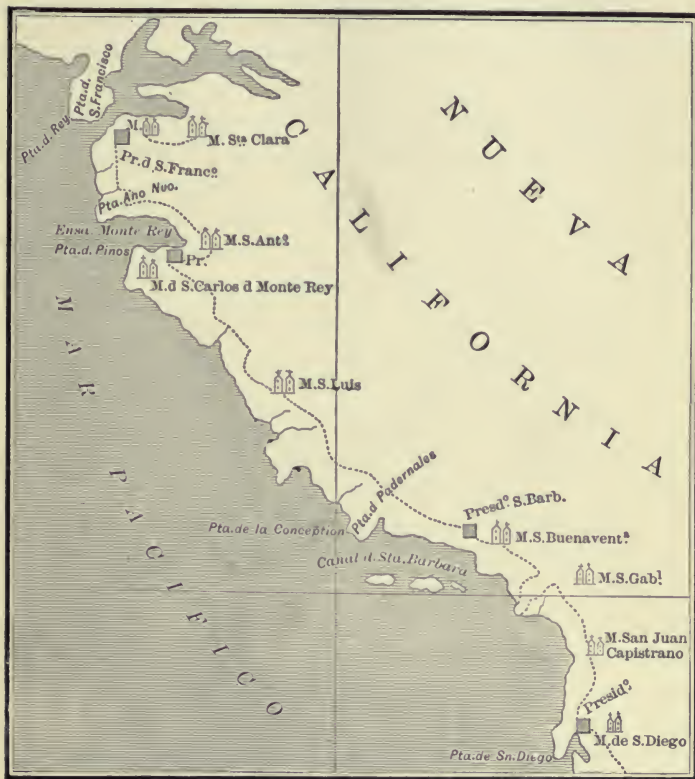 Pta.d.
S.Francisco
Pta.d.Rey
M.
M. Sta Clara
Pr.d S.Francº.
Pta.Ano Nuo.
Ensa. Monte Rey
Pta.d.Pinos
M.S.Antº
Pr.
M.d S.Carlos d Monte Rey
NUEVA
CALIFORNIA
MAR PACIFICO
M.S.Luis
Pta.d Padernales
Pta.de la Conception
Presdº. S.Barb.
M.S.Buenaventª.
Canal d.Sta.Barbara
M.S.Gabl.
M.San Juan
Capistrano
Presidº.
M.de S.Diego
Pta.de Sn.Diego